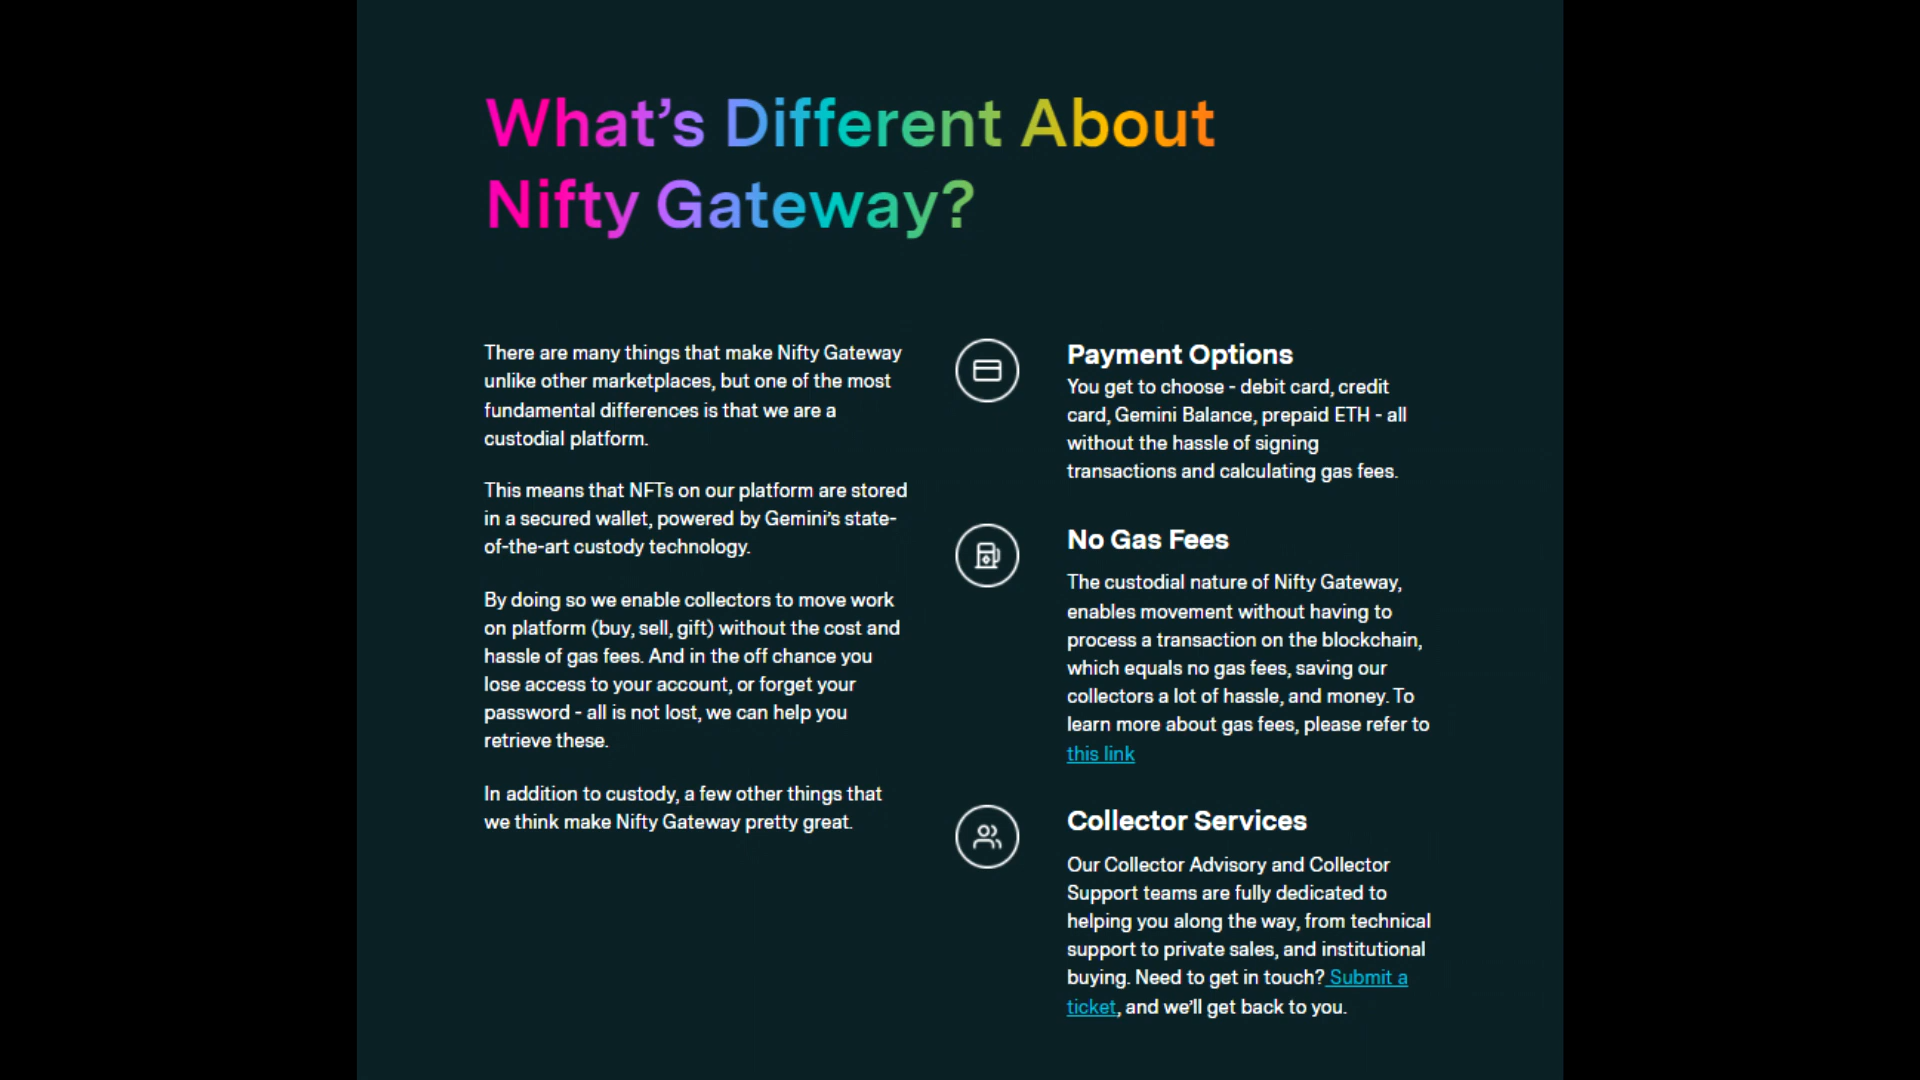 What’s Different About
Nifty Gateway?
There are many things that make Nifty Gateway
unlike other marketplaces, but one of the most
fundamental differences is that we are a
custodial platform.
This means that NFTs on our platform are stored
in a secured wallet, powered by Gemini’s state-
of-the-art custody technology.
By doing so we enable collectors to move work
on platform (buy, sell, gift) without the cost and
hassle of gas fees. And in the off chance you
lose access to your account, or forget your
password - all is not lost, we can help you
retrieve these.
In addition to custody, a few other things that
we think make Nifty Gateway pretty great.
Payment Options
You get to choose - debit card, credit
card, Gemini Balance, prepaid ETH - all
without the hassle of signing
transactions and calculating gas fees.
No Gas Fees
The custodial nature of Nifty Gateway,
enables movement without having to
process a transaction on the blockchain,
which equals no gas fees, saving our
collectors a lot of hassle, and money. To
learn more about gas fees, please refer to
this link
Collector Services
Our Collector Advisory and Collector
Support teams are fully dedicated to
helping you along the way, from technical
support to private sales, and institutional
buying. Need to get in touch? Submit a
ticket, and we’ll get back to you.